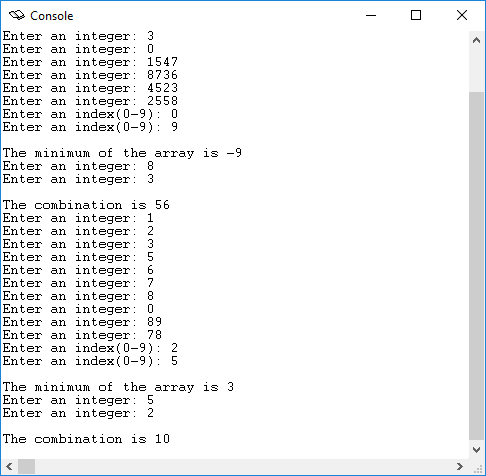 Console
Enter an integer: 3
Enter an integer: 0
Enter an integer: 1547
Enter an integer: 8736
Enter an integer: 4523
Enter an integer: 2558
Enter an index(0-9): 0
Enter an index(0-9): 9
The minimum of the array is -9
Enter an integer: 8
Enter an integer: 3
The combination is 56
Enter an integer: 1
Enter an integer: 2
Enter an integer: 3
Enter an integer: 5
Enter an integer: 6
Enter an integer: 7
Enter an integer: 8
Enter an integer: 0
Enter an integer: 89
Enter an integer: 78
Enter an index(0-9): 2
Enter an index(0-9): 5
The minimum of the array is 3
Enter an integer: 5
Enter an integer: 2
The combination is 10